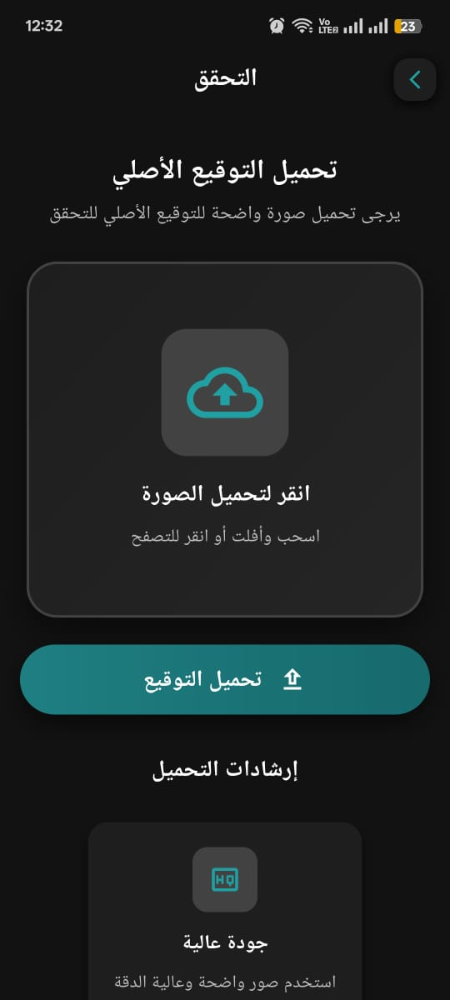 12:32
Vo
LTE
23
التحقق
تحميل التوقيع الأصلي
يرجى تحميل صورة واضحة للتوقيع الأصلي للتحقق
انقر لتحميل الصورة
اسحب وأفلت أو انقر للتصفح
تحميل التوقيع
إرشادات التحميل
HQ
جودة عالية
استخدم صور واضحة وعالية الدقة